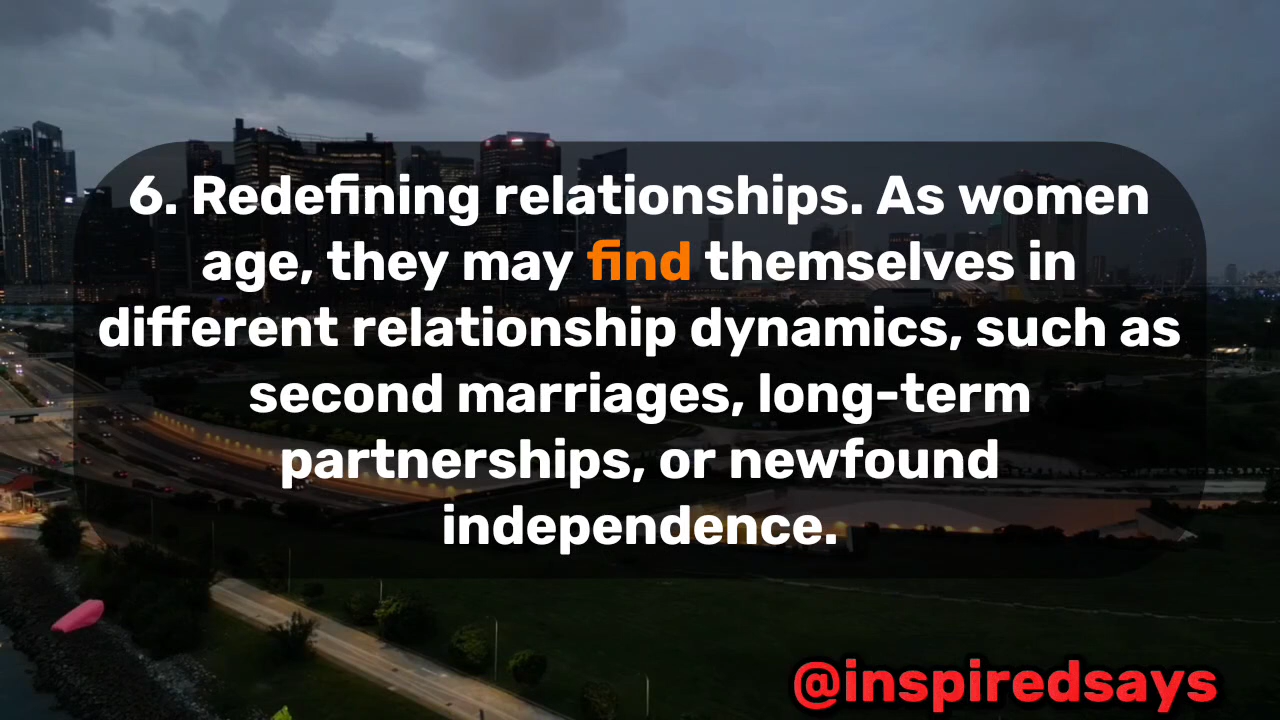 6. Redefining relationships. As women
age, they may find themselves in
different relationship dynamics, such as
second marriages, long-term
partnerships, or newfound
independence.
@inspiredsays